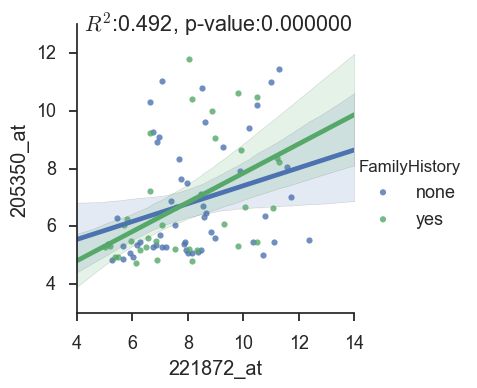 R²:0.492, p-value:0.000000
12
10
8
6
4
205350_at
4 6 8 10 12 14
221872_at
FamilyHistory
none
yes